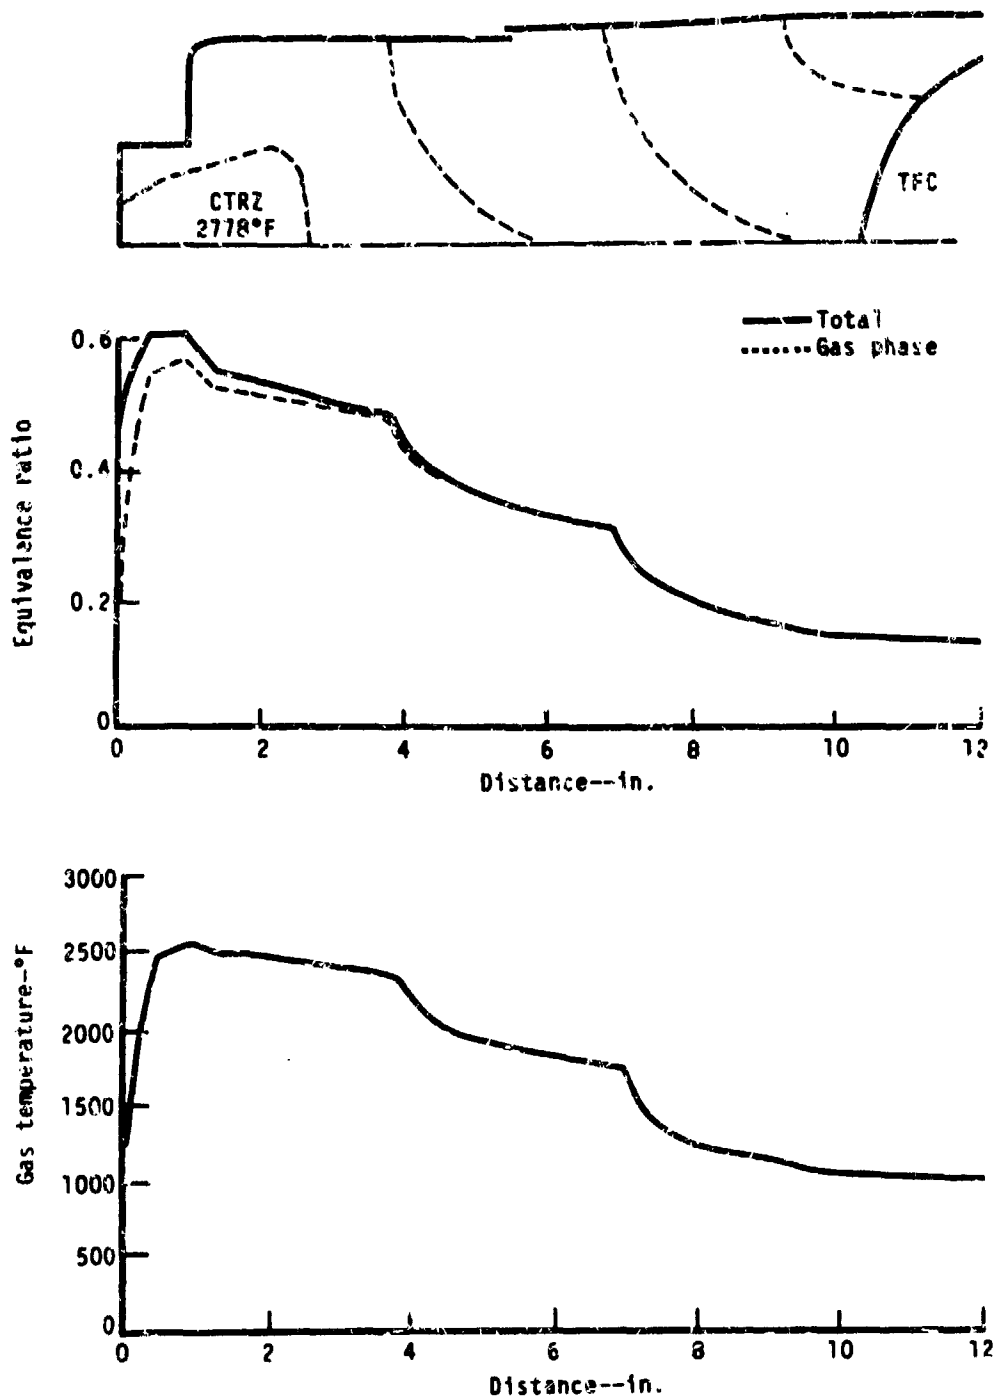 CTRZ
2778°F
TFC
Total
Gas phase
Equivalence ratio
0.6
0.4
0.2
0
0 2 4 6 8 10 12
Distance--in.
Gas temperature-°F
3000
2500
2000
1500
1000
500
0
0 2 4 6 8 10 12
Distance--in.